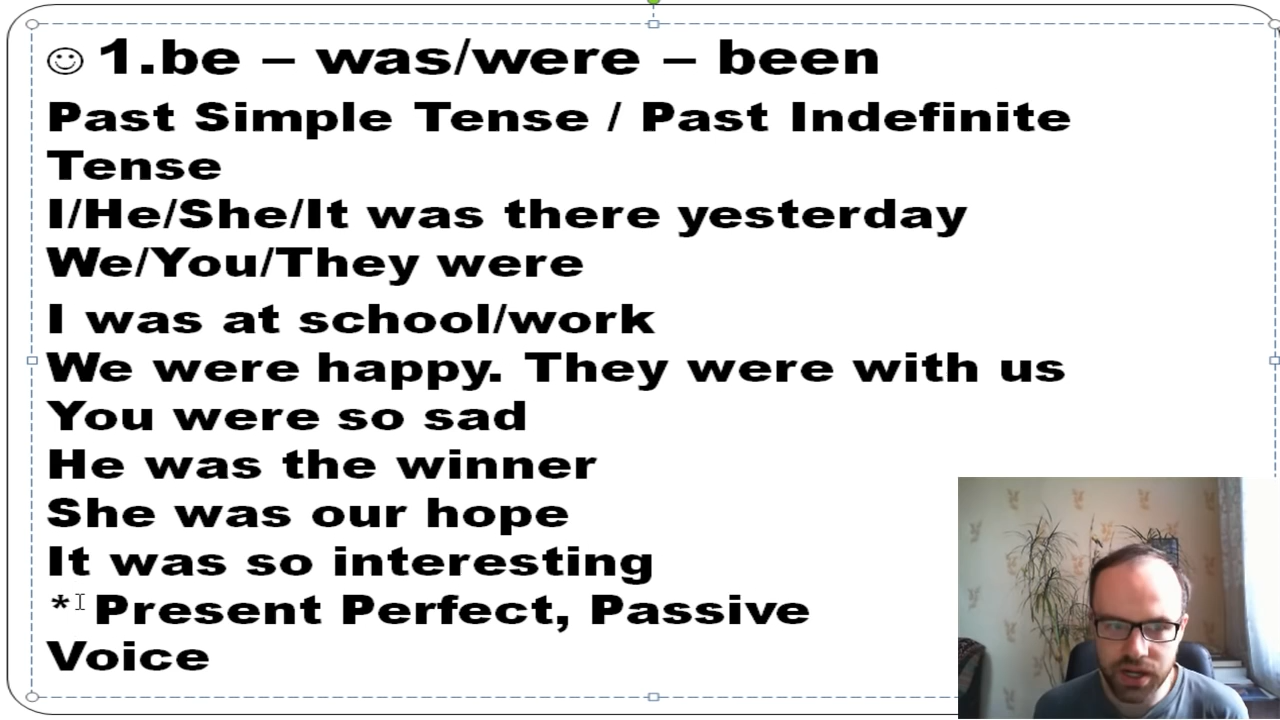 ☺ 1.be – was/were – been
Past Simple Tense / Past Indefinite
Tense
I/He/She/It was there yesterday
We/You/They were
I was at school/work
We were happy. They were with us
You were so sad
He was the winner
She was our hope
It was so interesting
* Present Perfect, Passive
Voice